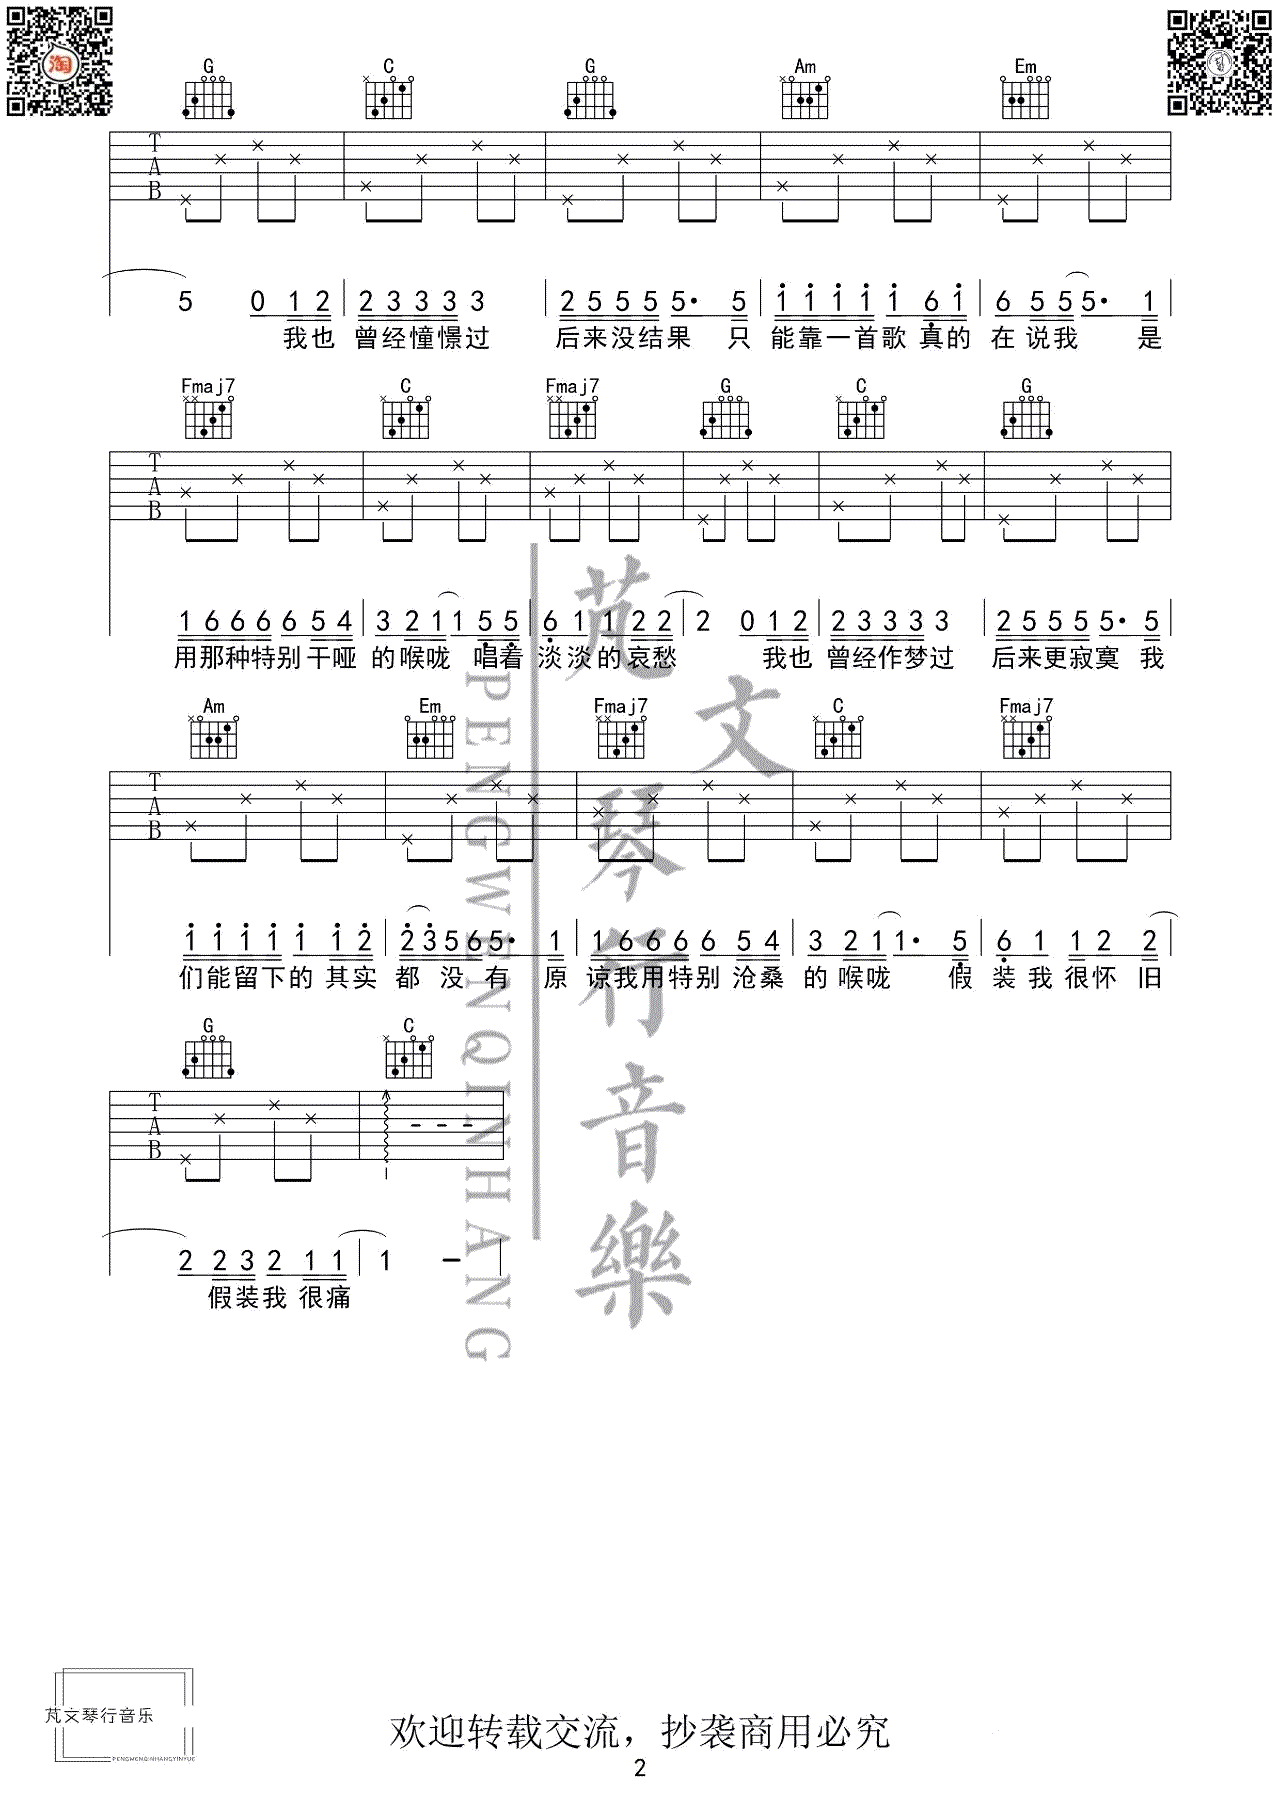 淘
G C G Am Em
T A B
5 0 1 2 2 3 3 3 3 3 2 5 5 5 5· 5 1 1 1 1 1 6 1 6 5 5 5· 1
我也 曾经憧憬过 后来没结果 只 能靠一首歌 真的 在 说我 是
Fmaj7 C Fmaj7 G C G
T A B
1 6 6 6 6 5 4 3 2 1 1 5 5 6 1 1 2 2 2 0 1 2 2 3 3 3 3 3 2 5 5 5 5· 5
用那种特别干哑 的喉咙 唱着 淡淡的哀愁 我也 曾经作梦过 后来更寂寞 我
Am Em Fmaj7 C Fmaj7
T A B
1 1 1 1 1 1 2 2 3 5 6 5· 1 1 6 6 6 6 5 4 3 2 1 1· 5 6 1 1 2 2
们能留下的 其实 都 没 有 原 谅我用特别沧桑 的喉咙 假 装我 很怀 旧
G C
T A B
2 2 3 2 1 1 1 –
假装我 很痛
芃文琴行音樂
PENGWENQINHANG
芃文琴行音乐
PENGWENQINHANGYINYUE
欢迎转载交流，抄袭商用必究
2